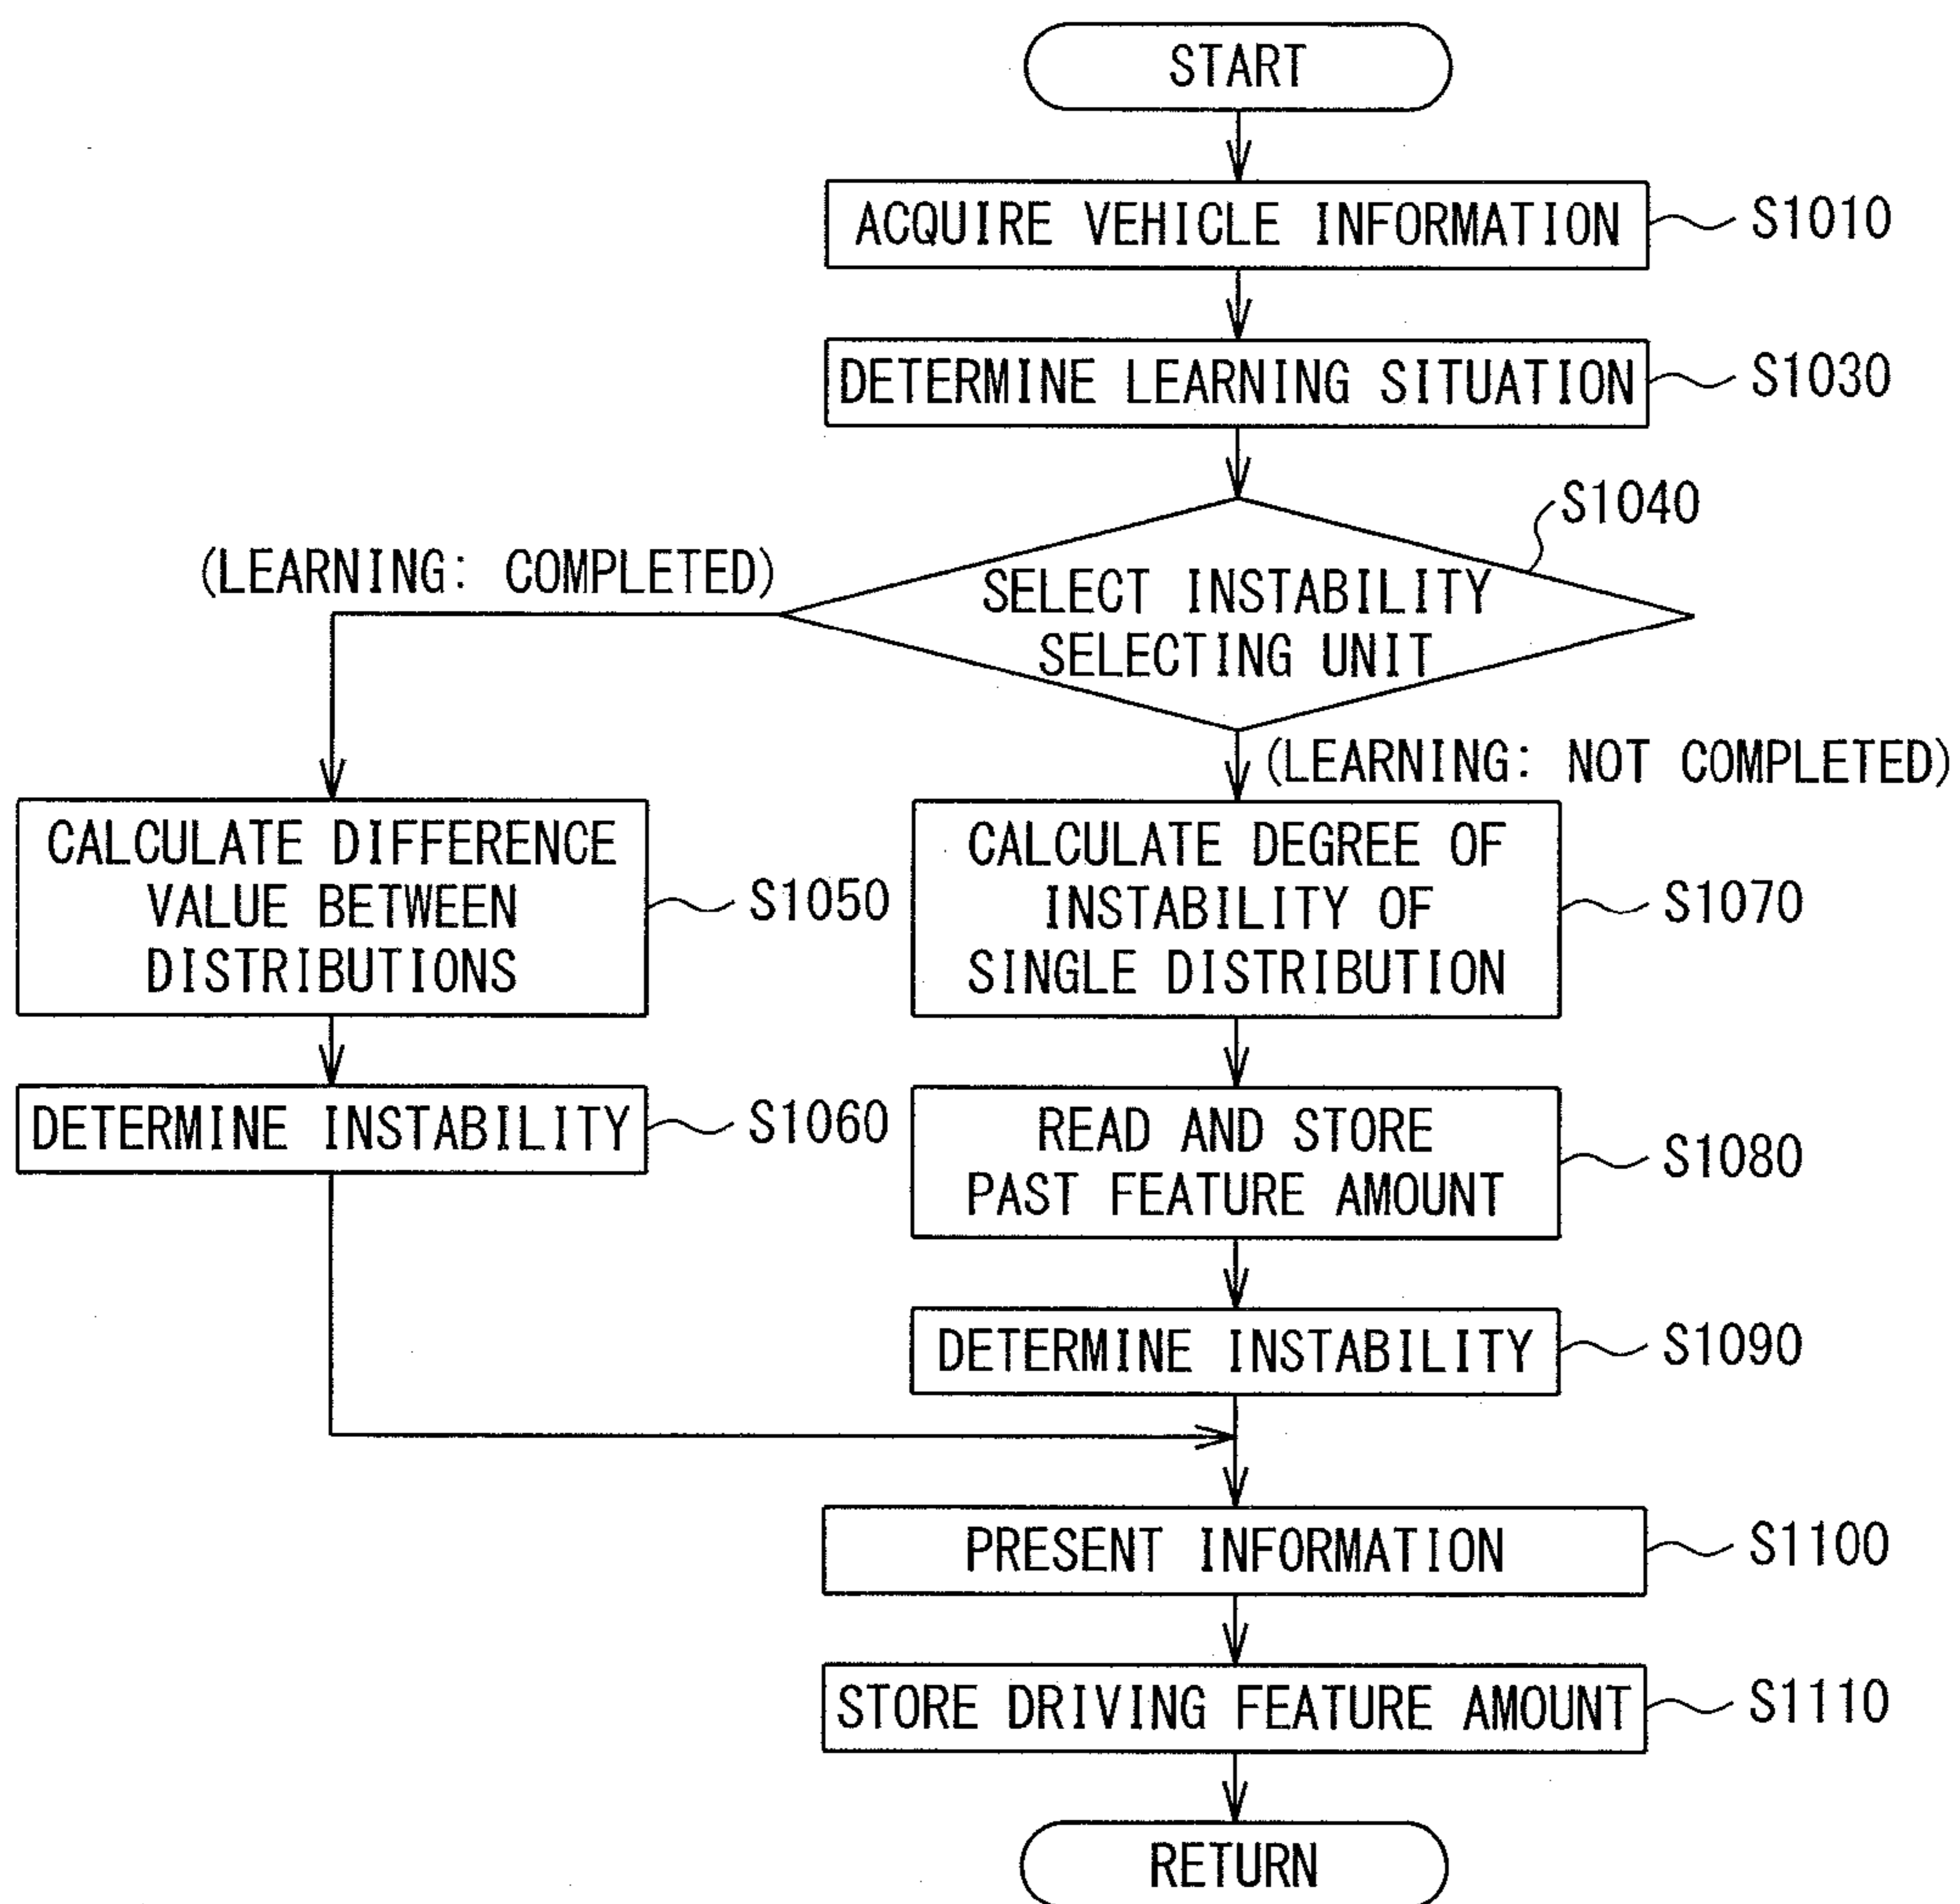 START
ACQUIRE VEHICLE INFORMATION
S1010
DETERMINE LEARNING SITUATION
S1030
S1040
SELECT INSTABILITY
SELECTING UNIT
(LEARNING: COMPLETED)
(LEARNING: NOT COMPLETED)
CALCULATE DIFFERENCE
VALUE BETWEEN
DISTRIBUTIONS
S1050
DETERMINE INSTABILITY
S1060
CALCULATE DEGREE OF
INSTABILITY OF
SINGLE DISTRIBUTION
S1070
READ AND STORE
PAST FEATURE AMOUNT
S1080
DETERMINE INSTABILITY
S1090
PRESENT INFORMATION
S1100
STORE DRIVING FEATURE AMOUNT
S1110
RETURN